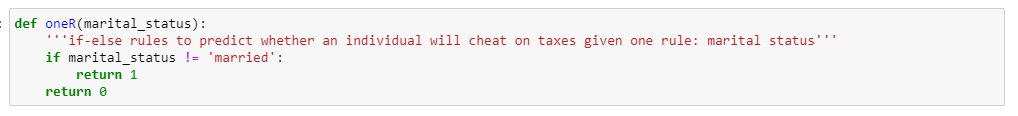 def oneR(marital_status):
    '''if-else rules to predict whether an individual will cheat on taxes given one rule: marital status'''
    if marital_status != 'married':
        return 1
    return 0